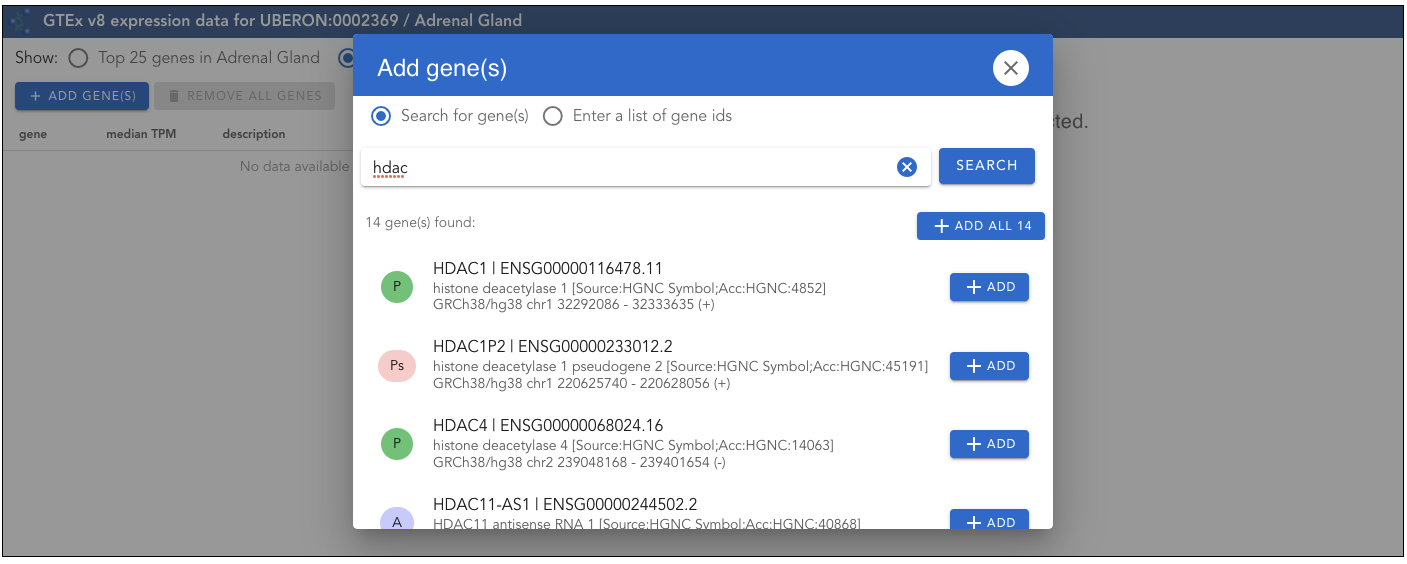 GTEx v8 expression data for UBERON:0002369 / Adrenal Gland
Show: Top 25 genes in Adrenal Gland
+ ADD GENE(S) REMOVE ALL GENES
gene median TPM description
No data available
cted.
Add gene(s)
Search for gene(s) Enter a list of gene ids
hdac
SEARCH
14 gene(s) found:
+ ADD ALL 14
P
HDAC1 | ENSG00000116478.11
histone deacetylase 1 [Source:HGNC Symbol;Acc:HGNC:4852]
GRCh38/hg38 chr1 32292086 - 32333635 (+)
+ ADD
Ps
HDAC1P2 | ENSG00000233012.2
histone deacetylase 1 pseudogene 2 [Source:HGNC Symbol;Acc:HGNC:45191]
GRCh38/hg38 chr1 220625740 - 220628056 (+)
+ ADD
P
HDAC4 | ENSG00000068024.16
histone deacetylase 4 [Source:HGNC Symbol;Acc:HGNC:14063]
GRCh38/hg38 chr2 239048168 - 239401654 (-)
+ ADD
A
HDAC11-AS1 | ENSG00000244502.2
HDAC11 antisense RNA 1 [Source:HGNC Symbol;Acc:HGNC:40868]
+ ADD